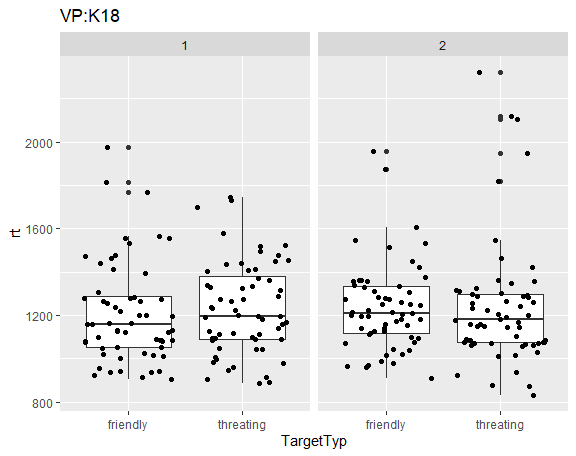 VP:K18
1 2
rt
2000
1600
1200
800
friendly threating friendly threating
TargetTyp